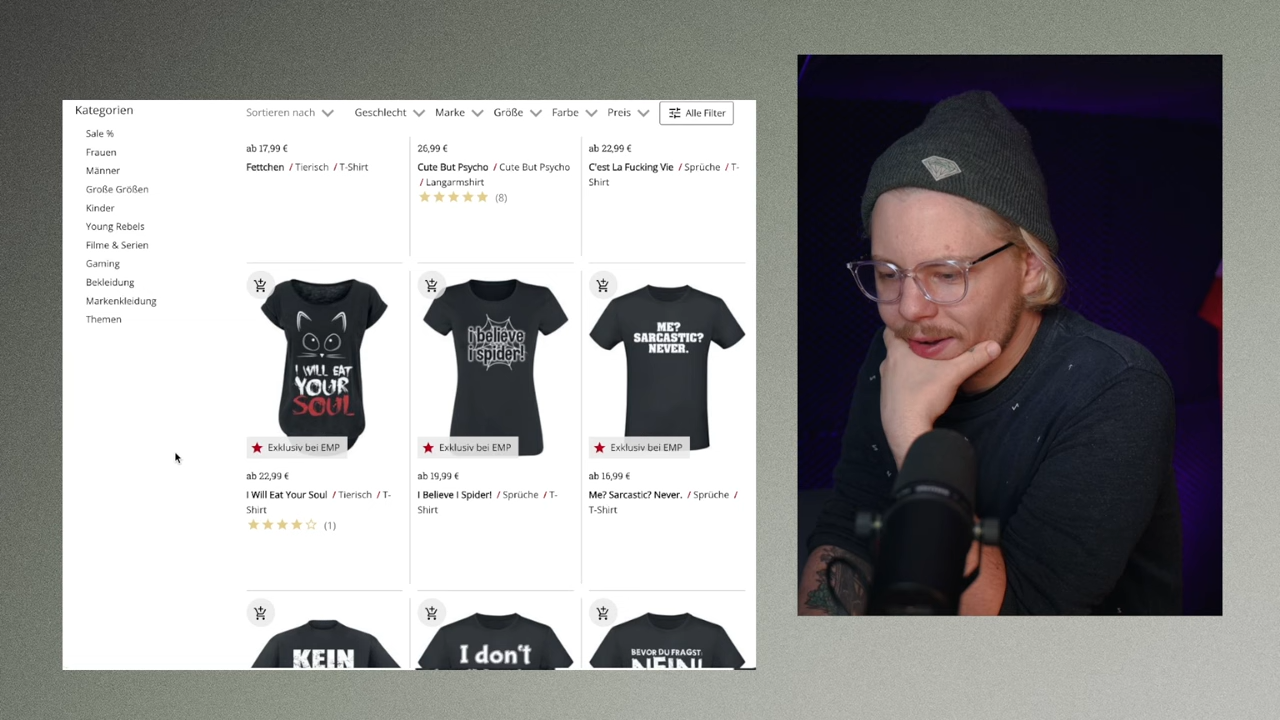 Kategorien
Sale %
Frauen
Männer
Große Größen
Kinder
Young Rebels
Filme & Serien
Gaming
Bekleidung
Markenkleidung
Themen
Sortieren nach
Geschlecht
Marke
Größe
Farbe
Preis
Alle Filter
ab 17,99 €
Fettchen / Tierisch / T-Shirt
26,99 €
Cute But Psycho / Cute But Psycho
/ Langarmshirt
(8)
ab 22,99 €
C'est La Fucking Vie / Sprüche / T-
Shirt
I WILL EAT
YOUR
SOUL
Exklusiv bei EMP
ab 22,99 €
I Will Eat Your Soul / Tierisch / T-
Shirt
(1)
i believe
i spider!
Exklusiv bei EMP
ab 19,99 €
I Believe I Spider! / Sprüche / T-
Shirt
ME?
SARCASTIC?
NEVER.
Exklusiv bei EMP
ab 16,99 €
Me? Sarcastic? Never. / Sprüche /
T-Shirt
KEIN
I don't
BEVOR DU FRAGST:
NEIN!